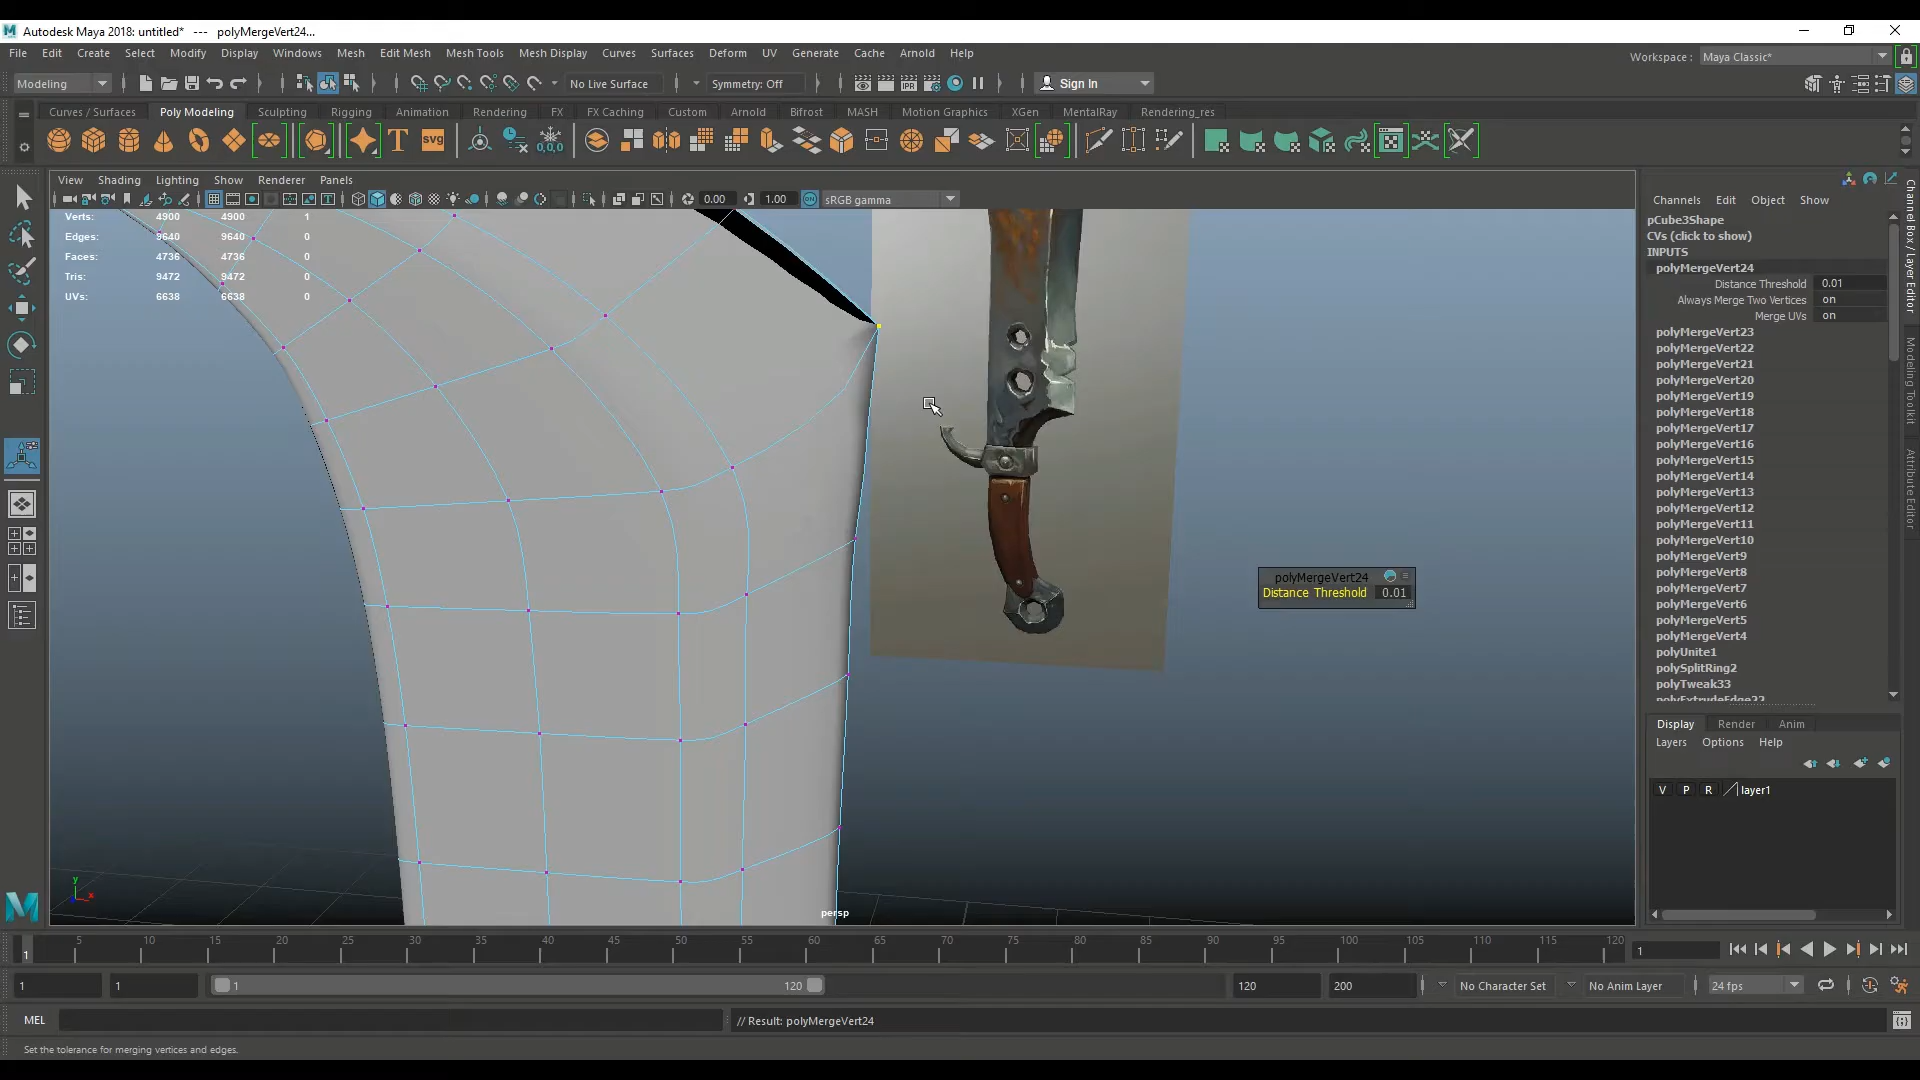 Autodesk Maya 2018: untitled*   ---   polyMergeVert24...
File Edit Create Select Modify Display Windows Mesh Edit Mesh Mesh Tools Mesh Display Curves Surfaces Deform UV Generate Cache Arnold Help
Workspace : Maya Classic*
Modeling No Live Surface Symmetry: Off Sign In
Curves / Surfaces Poly Modeling Sculpting Rigging Animation Rendering FX FX Caching Custom Arnold Bifrost MASH Motion Graphics XGen MentalRay Rendering_res
View Shading Lighting Show Renderer Panels
0.00 1.00 sRGB gamma
Verts: 4900 4900 1
Edges: 9640 9640 0
Faces: 4736 4736 0
Tris: 9472 9472 0
UVs: 6638 6638 0
polyMergeVert24
Distance Threshold 0.01
persp
Channels Edit Object Show
pCube3Shape
CVs (click to show)
INPUTS
polyMergeVert24
Distance Threshold 0.01
Always Merge Two Vertices on
Merge UVs on
polyMergeVert23
polyMergeVert22
polyMergeVert21
polyMergeVert20
polyMergeVert19
polyMergeVert18
polyMergeVert17
polyMergeVert16
polyMergeVert15
polyMergeVert14
polyMergeVert13
polyMergeVert12
polyMergeVert11
polyMergeVert10
polyMergeVert9
polyMergeVert8
polyMergeVert7
polyMergeVert6
polyMergeVert5
polyMergeVert4
polyUnite1
polySplitRing2
polyTweak33
polyExtrudeEdge22
Display Render Anim
Layers Options Help
V P R layer1
Channel Box / Layer Editor
Modeling Toolkit
Attribute Editor
5 10 15 20 25 30 35 40 45 50 55 60 65 70 75 80 85 90 95 100 105 110 115 120
1 1
1 1 1 120 120 200 No Character Set No Anim Layer 24 fps
MEL // Result: polyMergeVert24
Set the tolerance for merging vertices and edges.